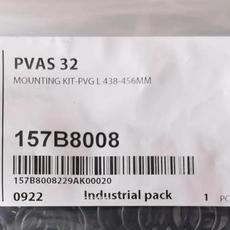 PVAS 32
MOUNTING KIT-PVG L 438-456MM
157B8008
157B8008229AK00020
0922 Industrial pack 1